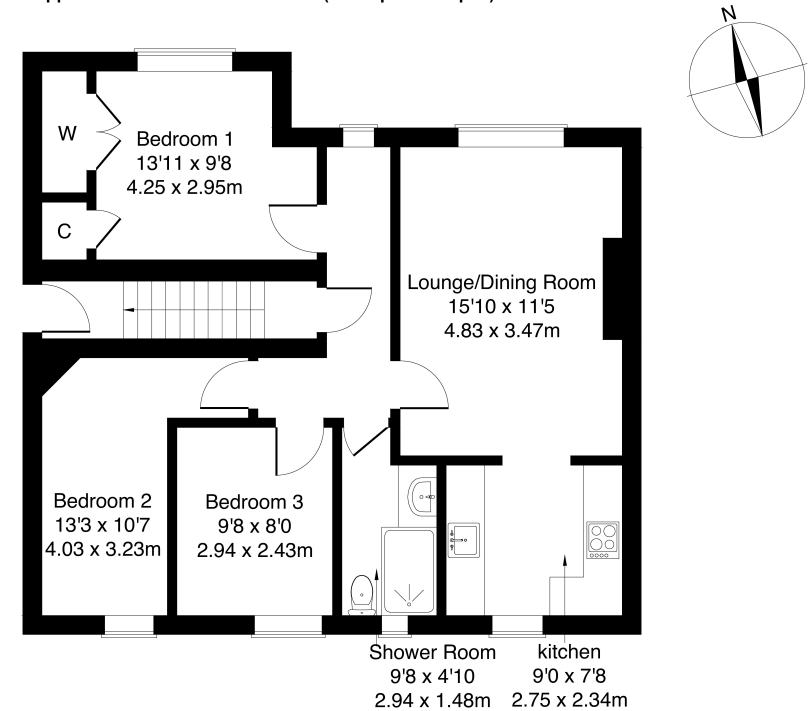 N
W
Bedroom 1
13'11 x 9'8
4.25 x 2.95m
C
Lounge/Dining Room
15'10 x 11'5
4.83 x 3.47m
Bedroom 2
13'3 x 10'7
4.03 x 3.23m
Bedroom 3
9'8 x 8'0
2.94 x 2.43m
Shower Room
9'8 x 4'10
2.94 x 1.48m
kitchen
9'0 x 7'8
2.75 x 2.34m